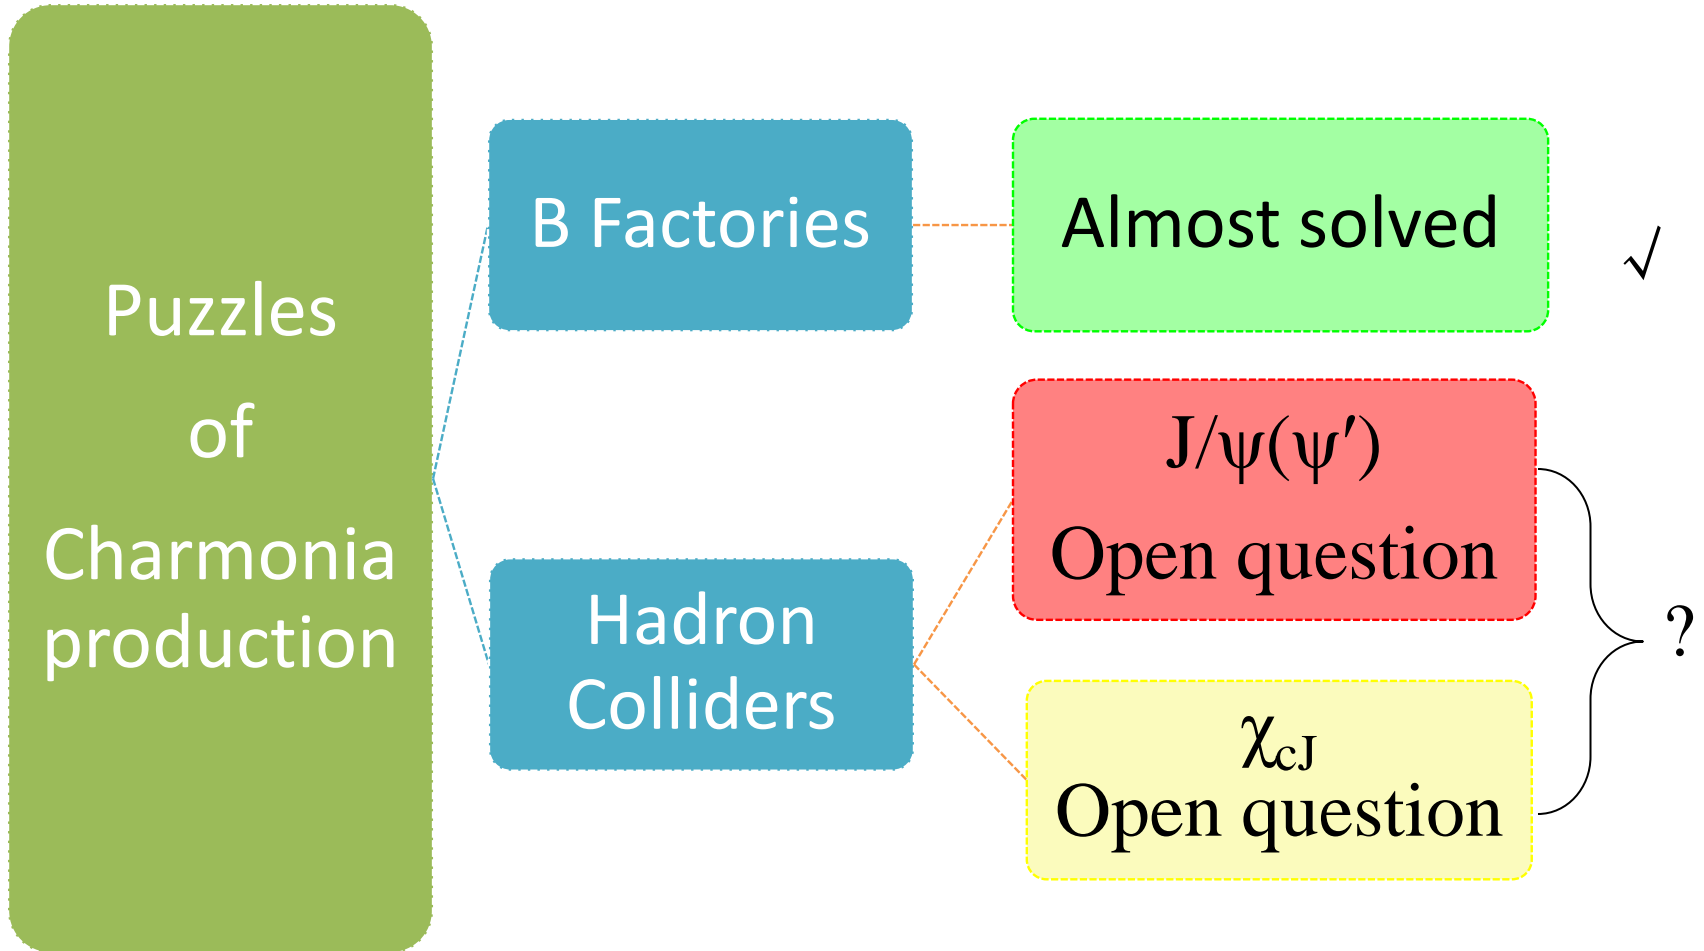 Puzzles
of
Charmonia
production
B Factories
Almost solved
√
Hadron
Colliders
J/ψ(ψ′)
Open question
χcJ
Open question
?